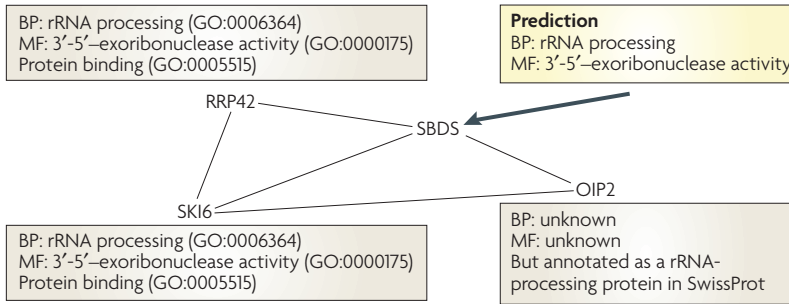 BP: rRNA processing (GO:0006364)
MF: 3′-5′–exoribonuclease activity (GO:0000175)
Protein binding (GO:0005515)
Prediction
BP: rRNA processing
MF: 3′-5′–exoribonuclease activity
RRP42
SBDS
OIP2
SKI6
BP: rRNA processing (GO:0006364)
MF: 3′-5′–exoribonuclease activity (GO:0000175)
Protein binding (GO:0005515)
BP: unknown
MF: unknown
But annotated as a rRNA-
processing protein in SwissProt